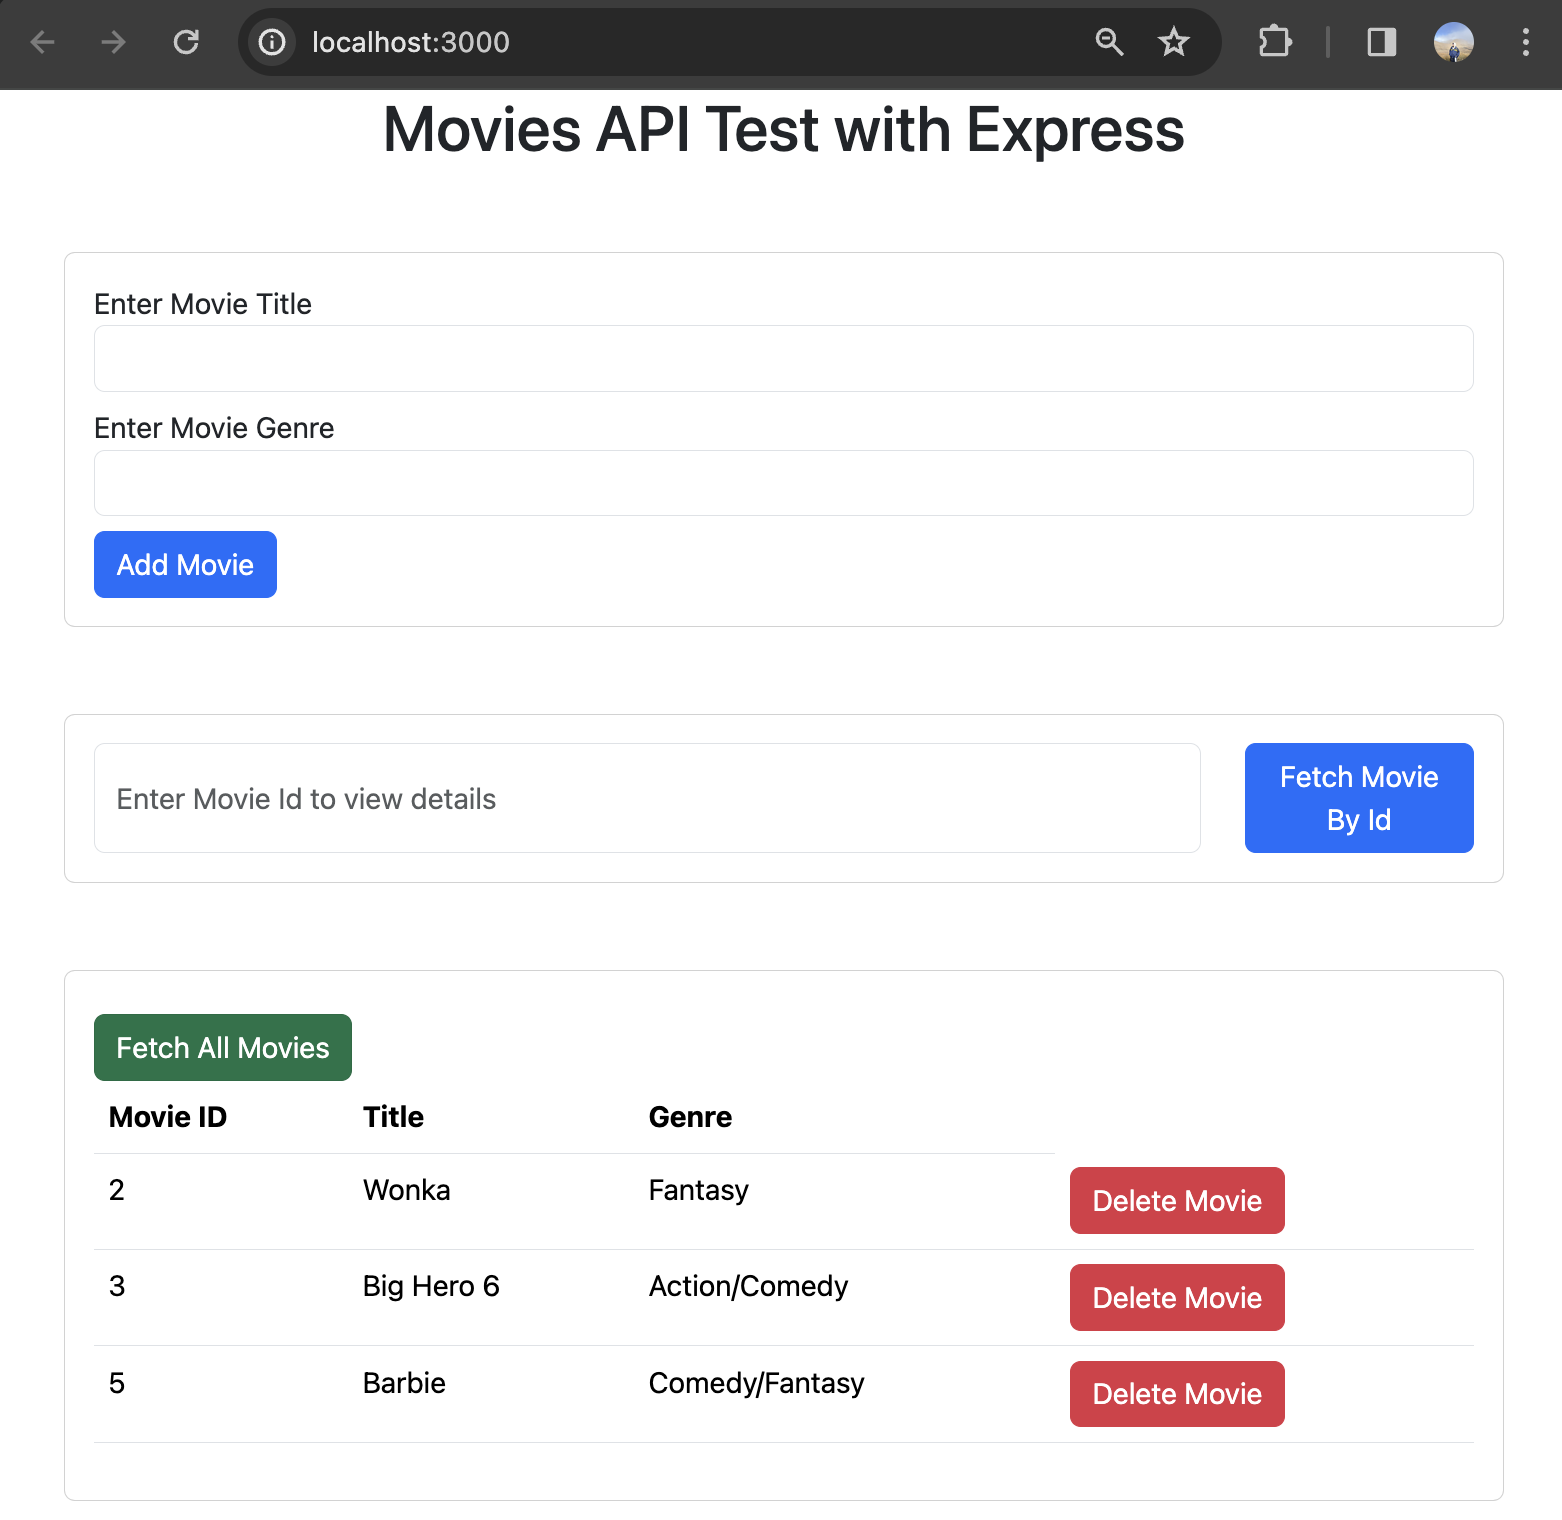 localhost:3000
Movies API Test with Express
Enter Movie Title
Enter Movie Genre
Add Movie
Enter Movie Id to view details
Fetch Movie
By Id
Fetch All Movies
Movie ID Title Genre
2 Wonka Fantasy Delete Movie
3 Big Hero 6 Action/Comedy Delete Movie
5 Barbie Comedy/Fantasy Delete Movie